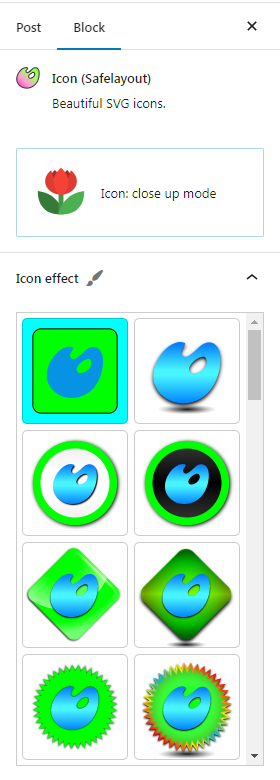 Post Block
Icon (Safelayout)
Beautiful SVG icons.
Icon: close up mode
Icon effect